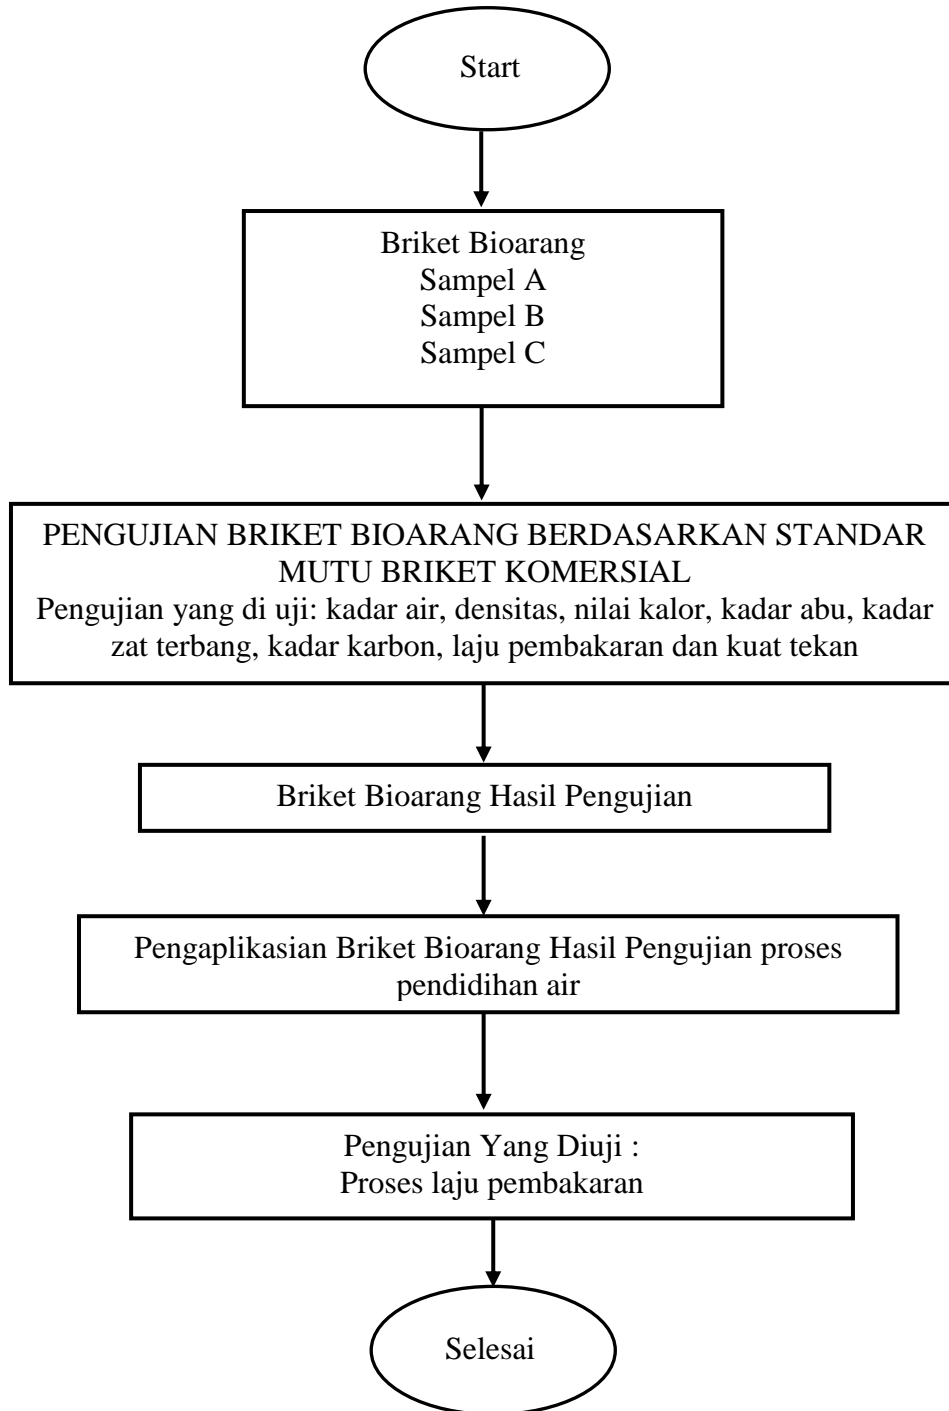 Start
Briket Bioarang
Sampel A
Sampel B
Sampel C
PENGUJIAN BRIKET BIOARANG BERDASARKAN STANDAR
MUTU BRIKET KOMERSIAL
Pengujian yang di uji: kadar air, densitas, nilai kalor, kadar abu, kadar
zat terbang, kadar karbon, laju pembakaran dan kuat tekan
Briket Bioarang Hasil Pengujian
Pengaplikasian Briket Bioarang Hasil Pengujian proses
pendidihan air
Pengujian Yang Diuji :
Proses laju pembakaran
Selesai